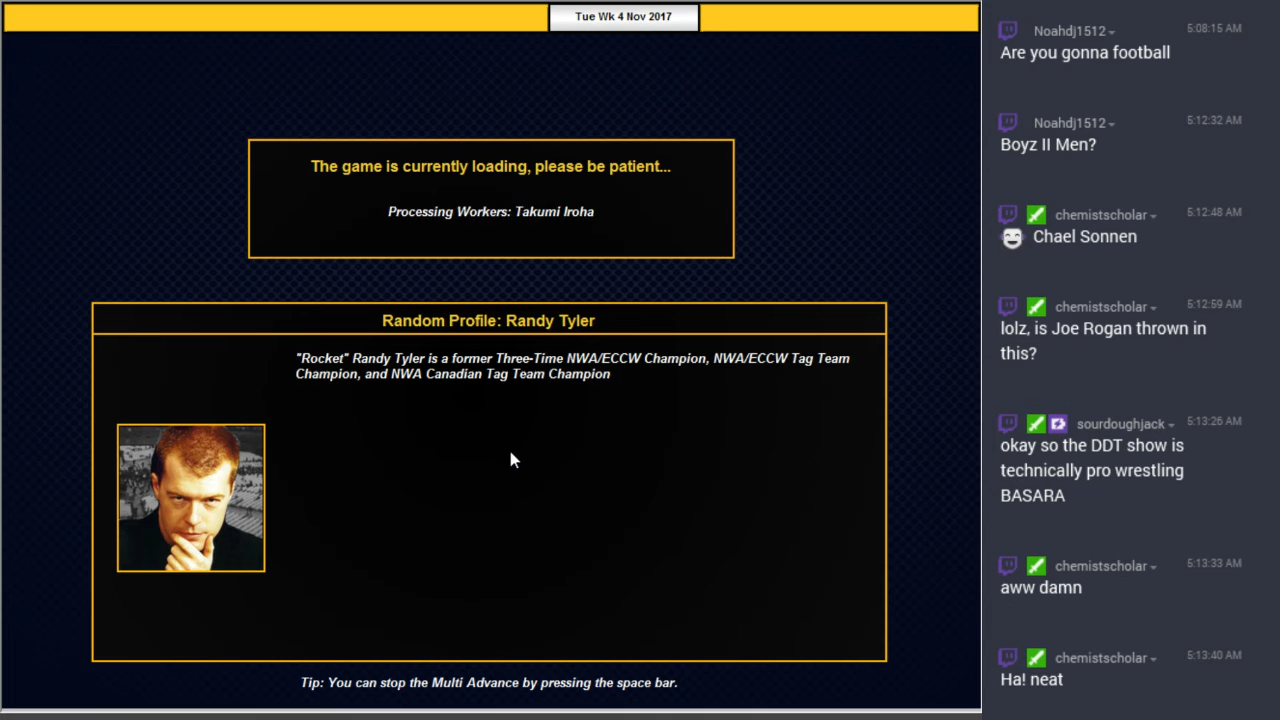 Tue Wk 4 Nov 2017
The game is currently loading, please be patient...
Processing Workers: Takumi Iroha
Random Profile: Randy Tyler
"Rocket" Randy Tyler is a former Three-Time NWA/ECCW Champion, NWA/ECCW Tag Team
Champion, and NWA Canadian Tag Team Champion
Tip: You can stop the Multi Advance by pressing the space bar.
Noahdj1512 5:08:15 AM
Are you gonna football
Noahdj1512 5:12:32 AM
Boyz II Men?
chemistscholar 5:12:48 AM
Chael Sonnen
chemistscholar 5:12:59 AM
lolz, is Joe Rogan thrown in
this?
sourdoughjack 5:13:26 AM
okay so the DDT show is
technically pro wrestling
BASARA
chemistscholar 5:13:33 AM
aww damn
chemistscholar 5:13:40 AM
Ha! neat